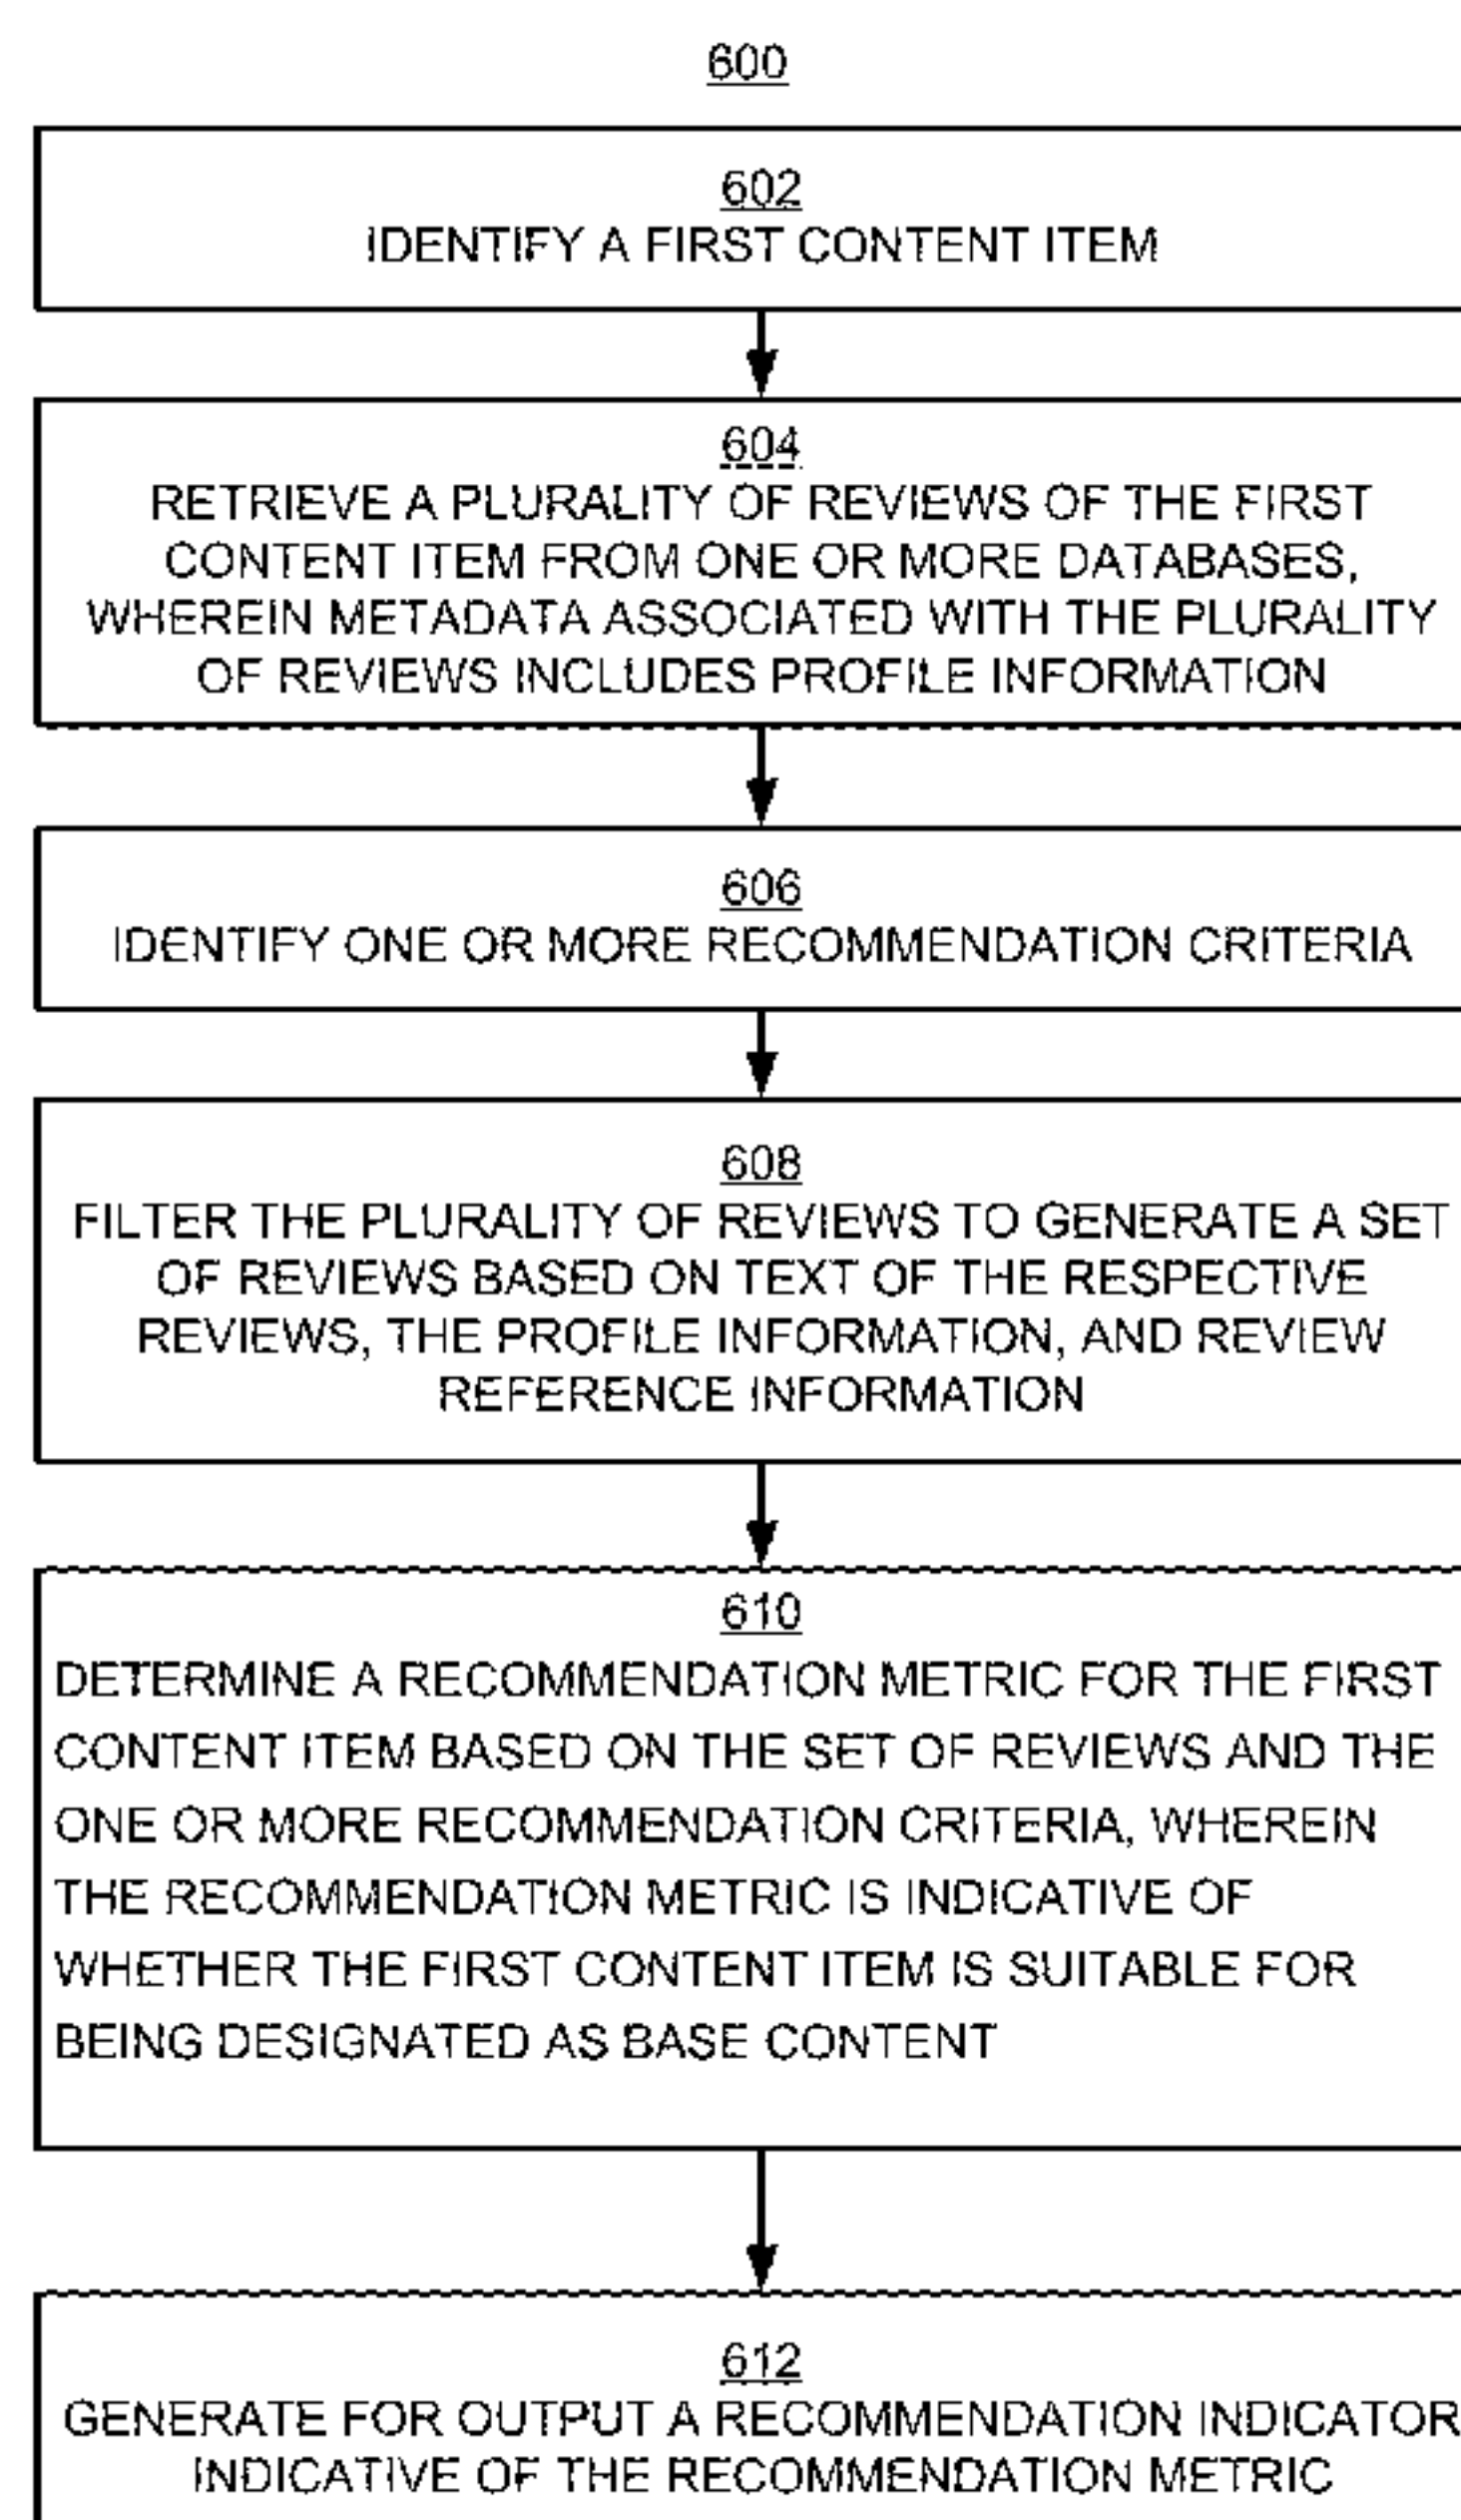 600
602
IDENTIFY A FIRST CONTENT ITEM
604
RETRIEVE A PLURALITY OF REVIEWS OF THE FIRST
CONTENT ITEM FROM ONE OR MORE DATABASES,
WHEREIN METADATA ASSOCIATED WITH THE PLURALITY
OF REVIEWS INCLUDES PROFILE INFORMATION
606
IDENTIFY ONE OR MORE RECOMMENDATION CRITERIA
608
FILTER THE PLURALITY OF REVIEWS TO GENERATE A SET
OF REVIEWS BASED ON TEXT OF THE RESPECTIVE
REVIEWS, THE PROFILE INFORMATION, AND REVIEW
REFERENCE INFORMATION
610
DETERMINE A RECOMMENDATION METRIC FOR THE FIRST
CONTENT ITEM BASED ON THE SET OF REVIEWS AND THE
ONE OR MORE RECOMMENDATION CRITERIA, WHEREIN
THE RECOMMENDATION METRIC IS INDICATIVE OF
WHETHER THE FIRST CONTENT ITEM IS SUITABLE FOR
BEING DESIGNATED AS BASE CONTENT
612
GENERATE FOR OUTPUT A RECOMMENDATION INDICATOR
INDICATIVE OF THE RECOMMENDATION METRIC